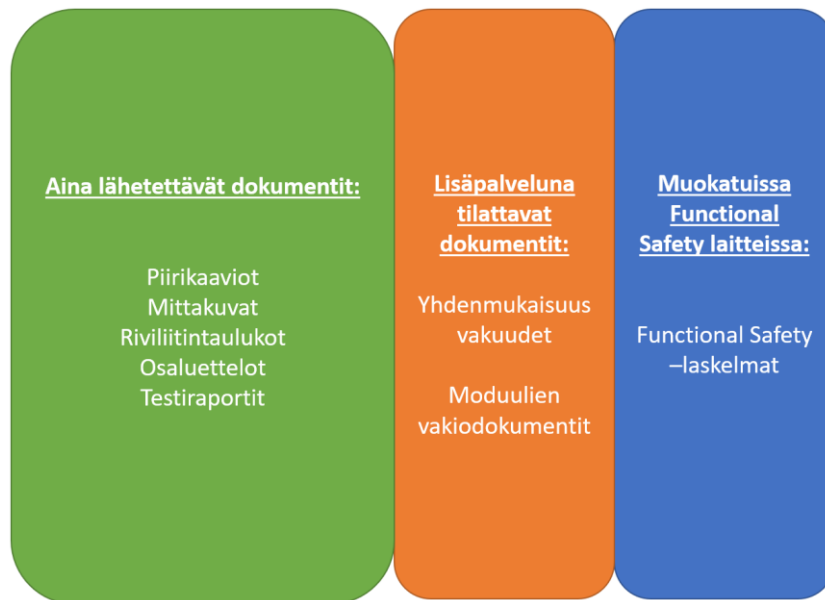 Aina lähetettävät dokumentit:
Piirikaaviot
Mittakuvat
Riviliitintaulukot
Osaluettelot
Testiraportit
Lisäpalveluna
tilattavat
dokumentit:
Yhdenmukaisuus
vakuudet
Moduulien
vakiodokumentit
Muokatuissa
Functional
Safety laitteissa:
Functional Safety
–laskelmat